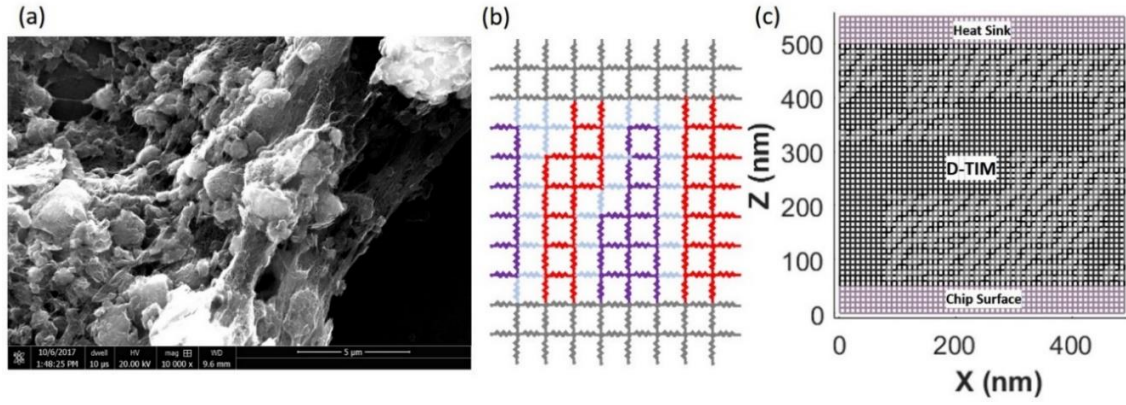 (a)
(b)
(c)
10/6/2017
1:48:25 PM
dwell
10 µs
HV
20.00 kV
mag
10 000 x
WD
9.6 mm
5 µm
Heat Sink
D-TIM
Chip Surface
Z (nm)
500
400
300
200
100
0
0
200
400
X (nm)